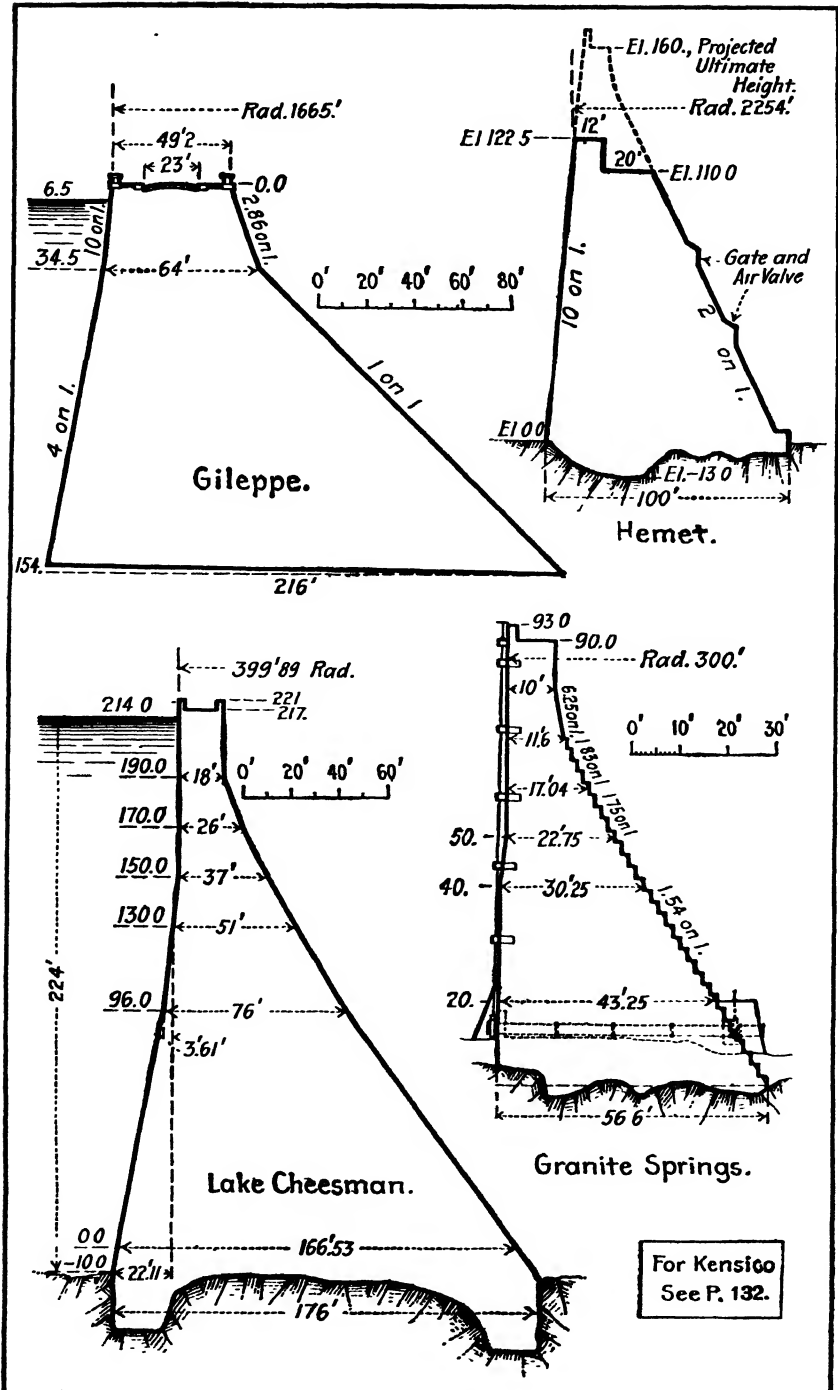 Rad. 1665.'
49'2
23'
0.0
6.5
10 on 1.
2.86 on 1.
34.5
64'
0' 20' 40' 60' 80'
4 on 1.
1 on 1
Gileppe.
154.
216'
El. 160., Projected
Ultimate
Height.
Rad. 2254.'
El 122 5
12'
20'
El. 110 0
10 on 1.
Gate and
Air Valve
2 on 1.
El 0 0
El.-13 0
100'
Hemet.
399'89 Rad.
214 0
221
217.
190.0
18'
0' 20' 40' 60'
170.0
26'
150.0
37'
130 0
51'
224'
96.0
76'
3'.61'
Lake Cheesman.
0 0
166'.53
-10 0
22'.11
176'
93 0
90.0
Rad. 300.'
10'
6 25 on 1.
11'.6
0' 10' 20' 30'
1 83 on 1
17.'04
1 75 on 1
50.
22'.75
40.
30'.25
1.54 on 1.
20.
43'.25
56 6'
Granite Springs.
For Kensico
See P. 132.